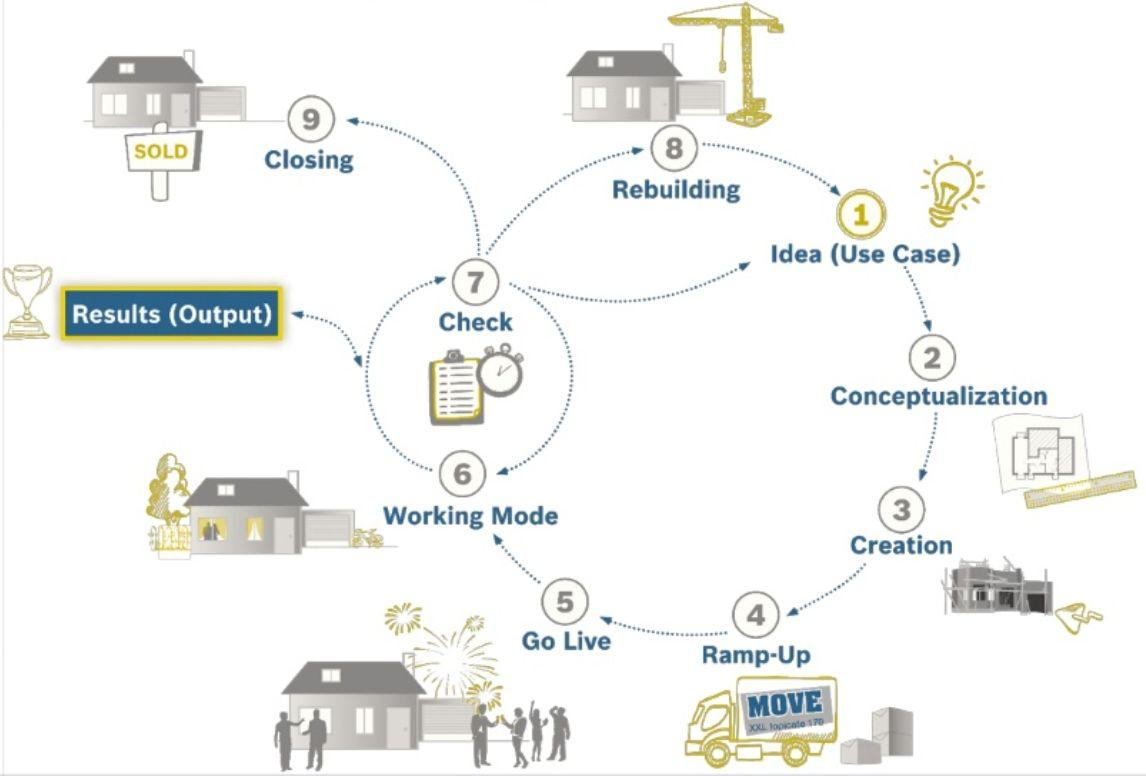 9
Closing
SOLD
8
Rebuilding
1
Idea (Use Case)
7
Check
Results (Output)
2
Conceptualization
6
Working Mode
3
Creation
5
Go Live
4
Ramp-Up
MOVE
XXL topicate 170